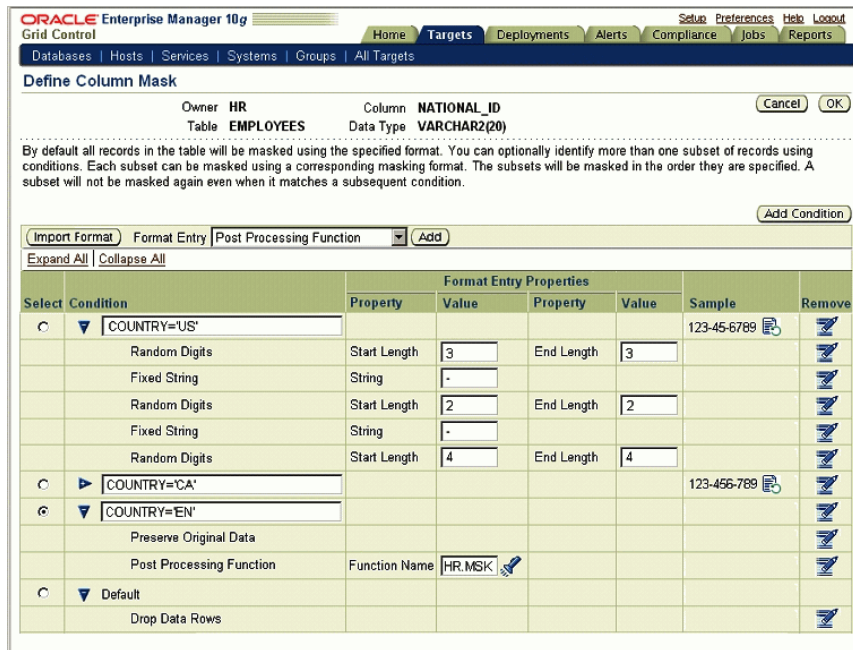 ORACLE Enterprise Manager 10g
Grid Control
Setup Preferences Help Logout
Home Targets Deployments Alerts Compliance Jobs Reports
Databases | Hosts | Services | Systems | Groups | All Targets
Define Column Mask
Cancel OK
Owner HR Column NATIONAL_ID
Table EMPLOYEES Data Type VARCHAR2(20)
By default all records in the table will be masked using the specified format. You can optionally identify more than one subset of records using
conditions. Each subset can be masked using a corresponding masking format. The subsets will be masked in the order they are specified. A
subset will not be masked again even when it matches a subsequent condition.
Add Condition
Import Format Format Entry Post Processing Function Add
Expand All | Collapse All
Format Entry Properties
Select Condition Property Value Property Value Sample Remove
COUNTRY='US' 123-45-6789
Random Digits Start Length 3 End Length 3
Fixed String String -
Random Digits Start Length 2 End Length 2
Fixed String String -
Random Digits Start Length 4 End Length 4
COUNTRY='CA' 123-456-789
COUNTRY='EN'
Preserve Original Data
Post Processing Function Function Name HR.MSK
Default
Drop Data Rows